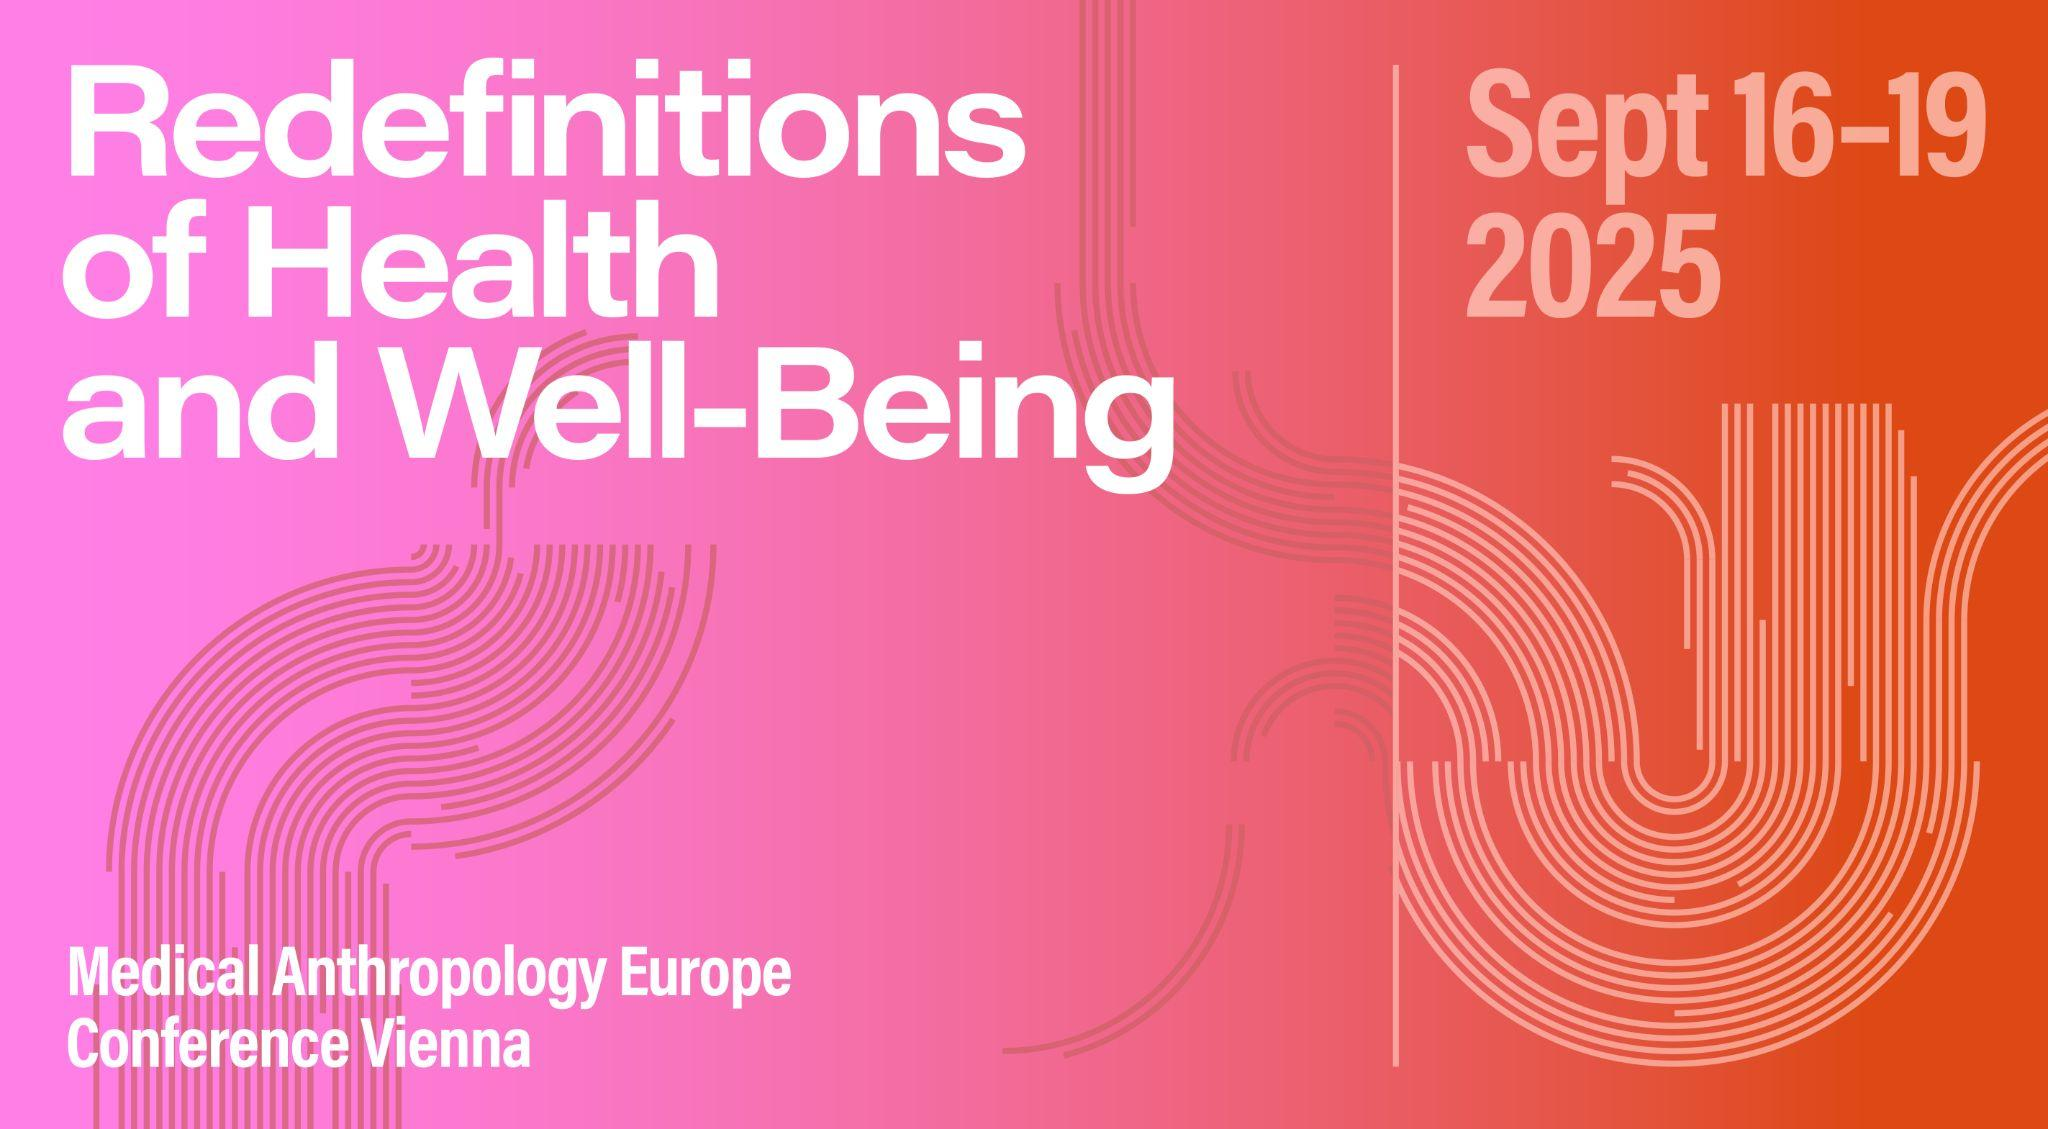 Redefinitions
of Health
and Well-Being
Sept 16–19
2025
Medical Anthropology Europe
Conference Vienna